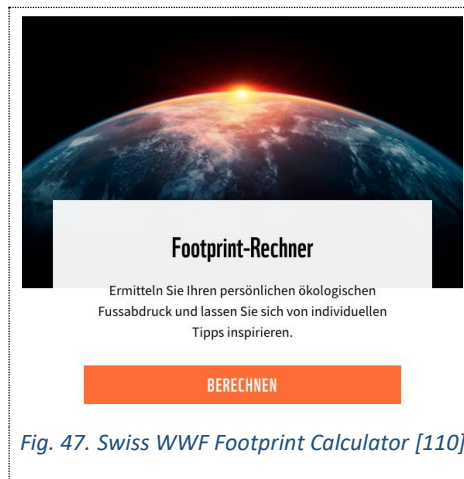 Footprint-Rechner
Ermitteln Sie Ihren persönlichen ökologischen
Fussabdruck und lassen Sie sich von individuellen
Tipps inspirieren.
BERECHNEN
Fig. 47. Swiss WWF Footprint Calculator [110]